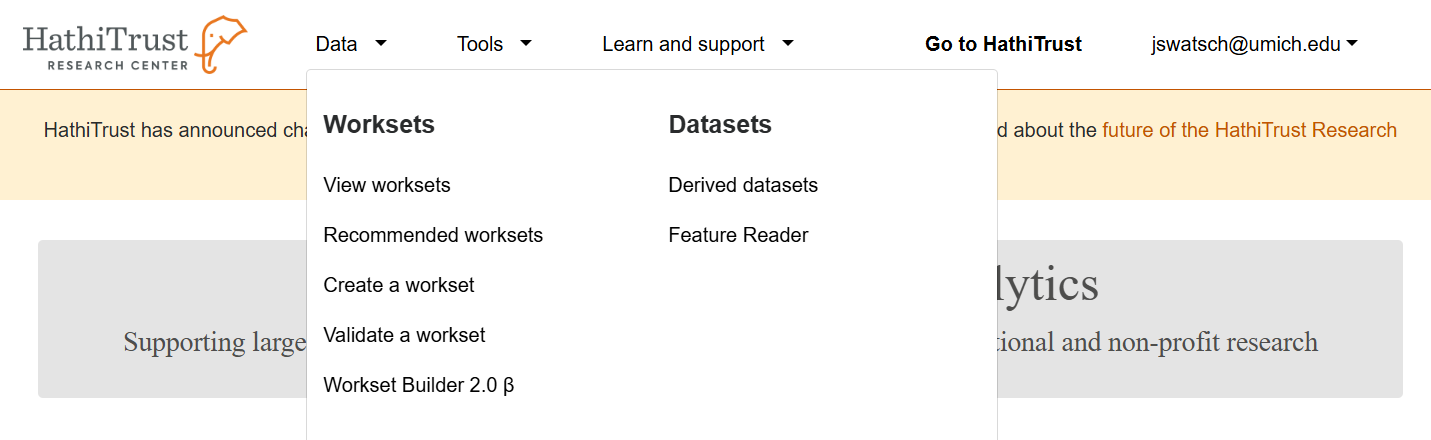 HathiTrust
RESEARCH CENTER
Data
Tools
Learn and support
Go to HathiTrust
jswatsch@umich.edu
HathiTrust has announced cha
d about the future of the HathiTrust Research
Worksets
View worksets
Recommended worksets
Create a workset
Validate a workset
Workset Builder 2.0 β
Datasets
Derived datasets
Feature Reader
lytics
Supporting large
tional and non-profit research